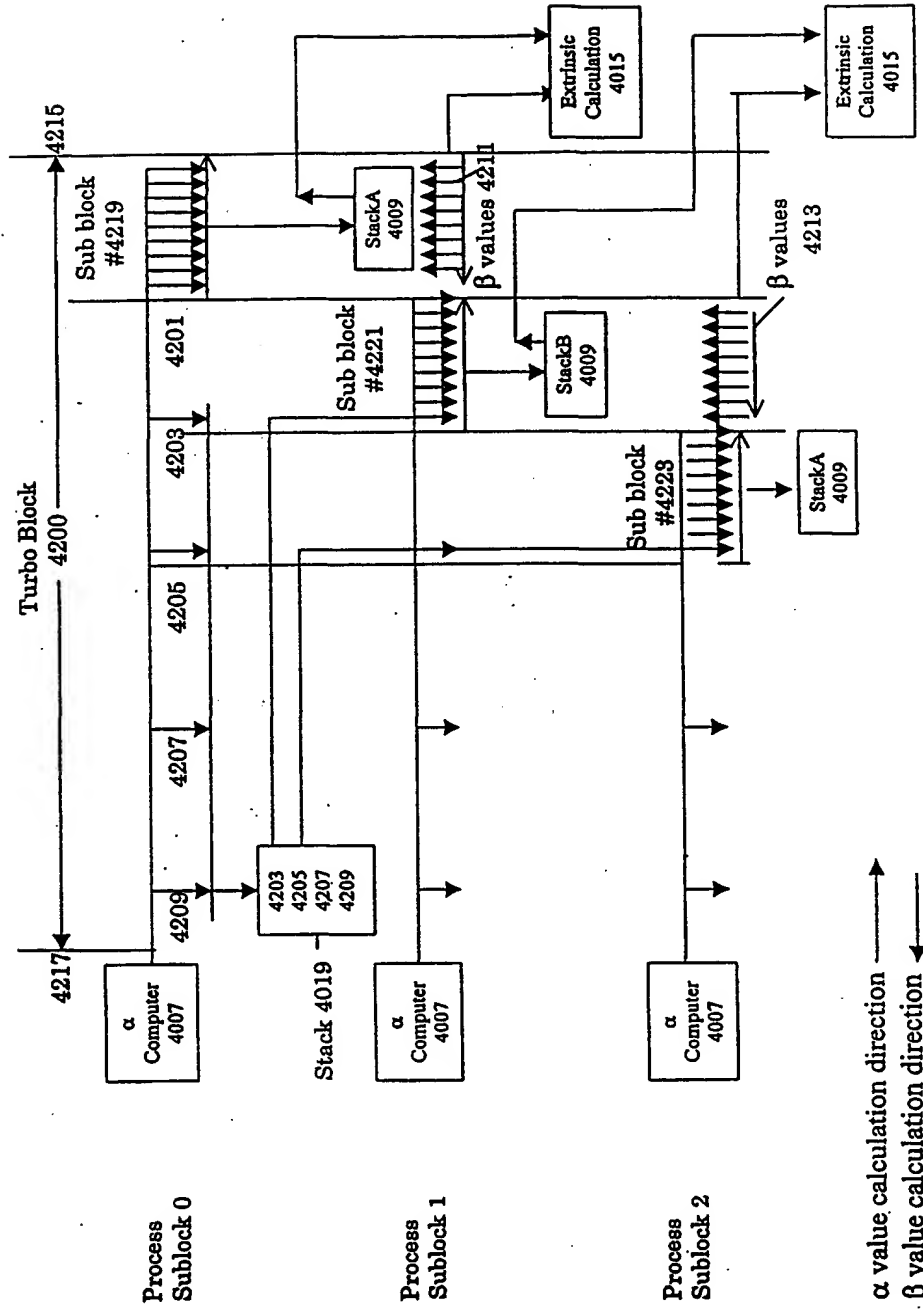 Turbo Block
4200
4217
4215
Sub block
#4219
Process
Sublock 0
α
Computer
4007
4209
4207
4205
4203
4201
StackA
4009
Extrinsic
Calculation
4015
Stack 4019
4203
4205
4207
4209
β values 4211
Process
Sublock 1
α
Computer
4007
Sub block
#4221
StackB
4009
Extrinsic
Calculation
4015
β values
4213
Process
Sublock 2
α
Computer
4007
Sub block
#4223
StackA
4009
α value calculation direction
β value calculation direction